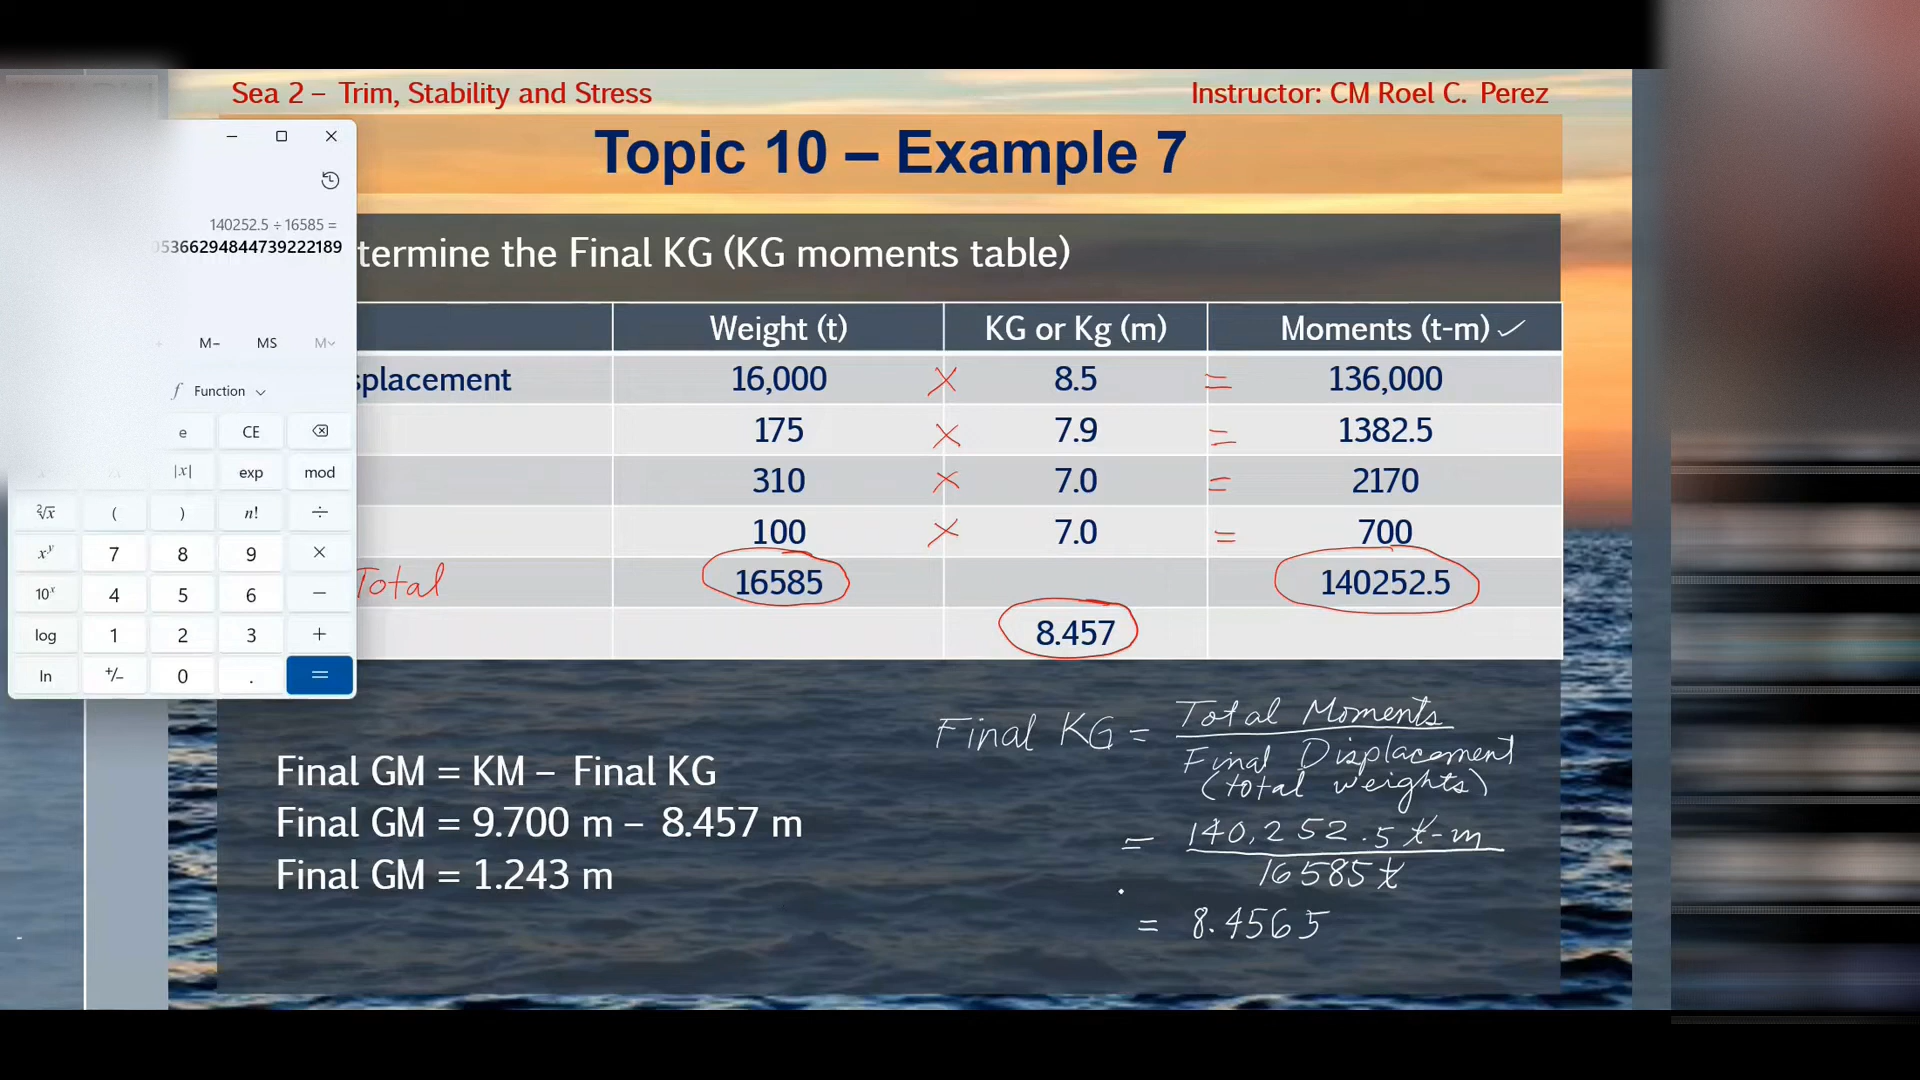 Sea 2 – Trim, Stability and Stress
Instructor: CM Roel C. Perez
Topic 10 – Example 7
140252.5 ÷ 16585 =
5366294844739222189
termine the Final KG (KG moments table)
M– MS M
Function
e CE
|x| exp mod
²√x ( ) n! ÷
xʸ 7 8 9 ×
10ˣ 4 5 6 −
log 1 2 3 +
ln +/− 0 . =
Weight (t) KG or Kg (m) Moments (t-m) ✓
splacement 16,000 × 8.5 = 136,000
175 × 7.9 = 1382.5
310 × 7.0 = 2170
100 × 7.0 = 700
Total 16585 140252.5
8.457
Final GM = KM – Final KG
Final GM = 9.700 m – 8.457 m
Final GM = 1.243 m
Final KG = Total Moments
Final Displacement
(total weights)
= 140,252.5 t-m
16585 t
= 8.4565